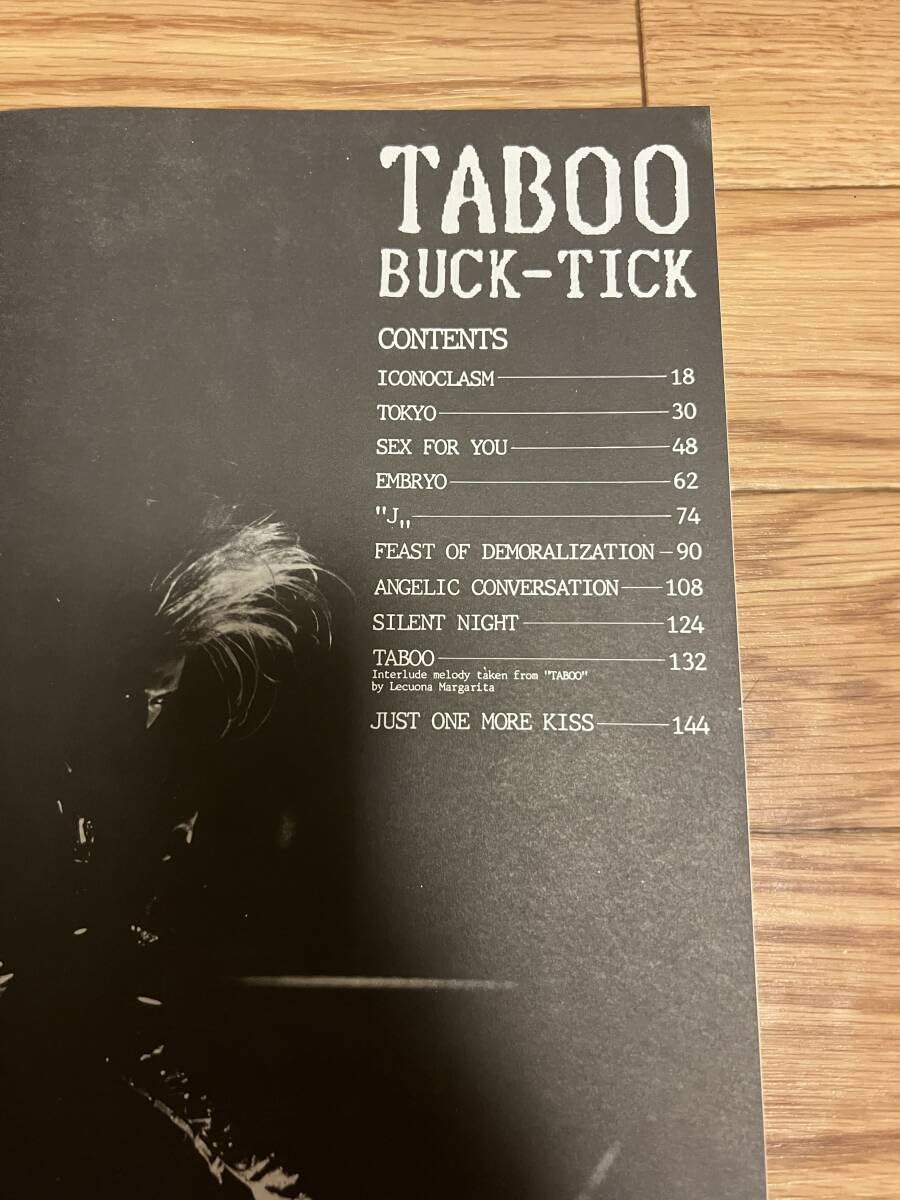 TABOO
BUCK-TICK
CONTENTS
ICONOCLASM 18
TOKYO 30
SEX FOR YOU 48
EMBRYO 62
"J„ 74
FEAST OF DEMORALIZATION 90
ANGELIC CONVERSATION 108
SILENT NIGHT 124
TABOO 132
Interlude melody taken from "TABOO"
by Lecuona Margarita
JUST ONE MORE KISS 144